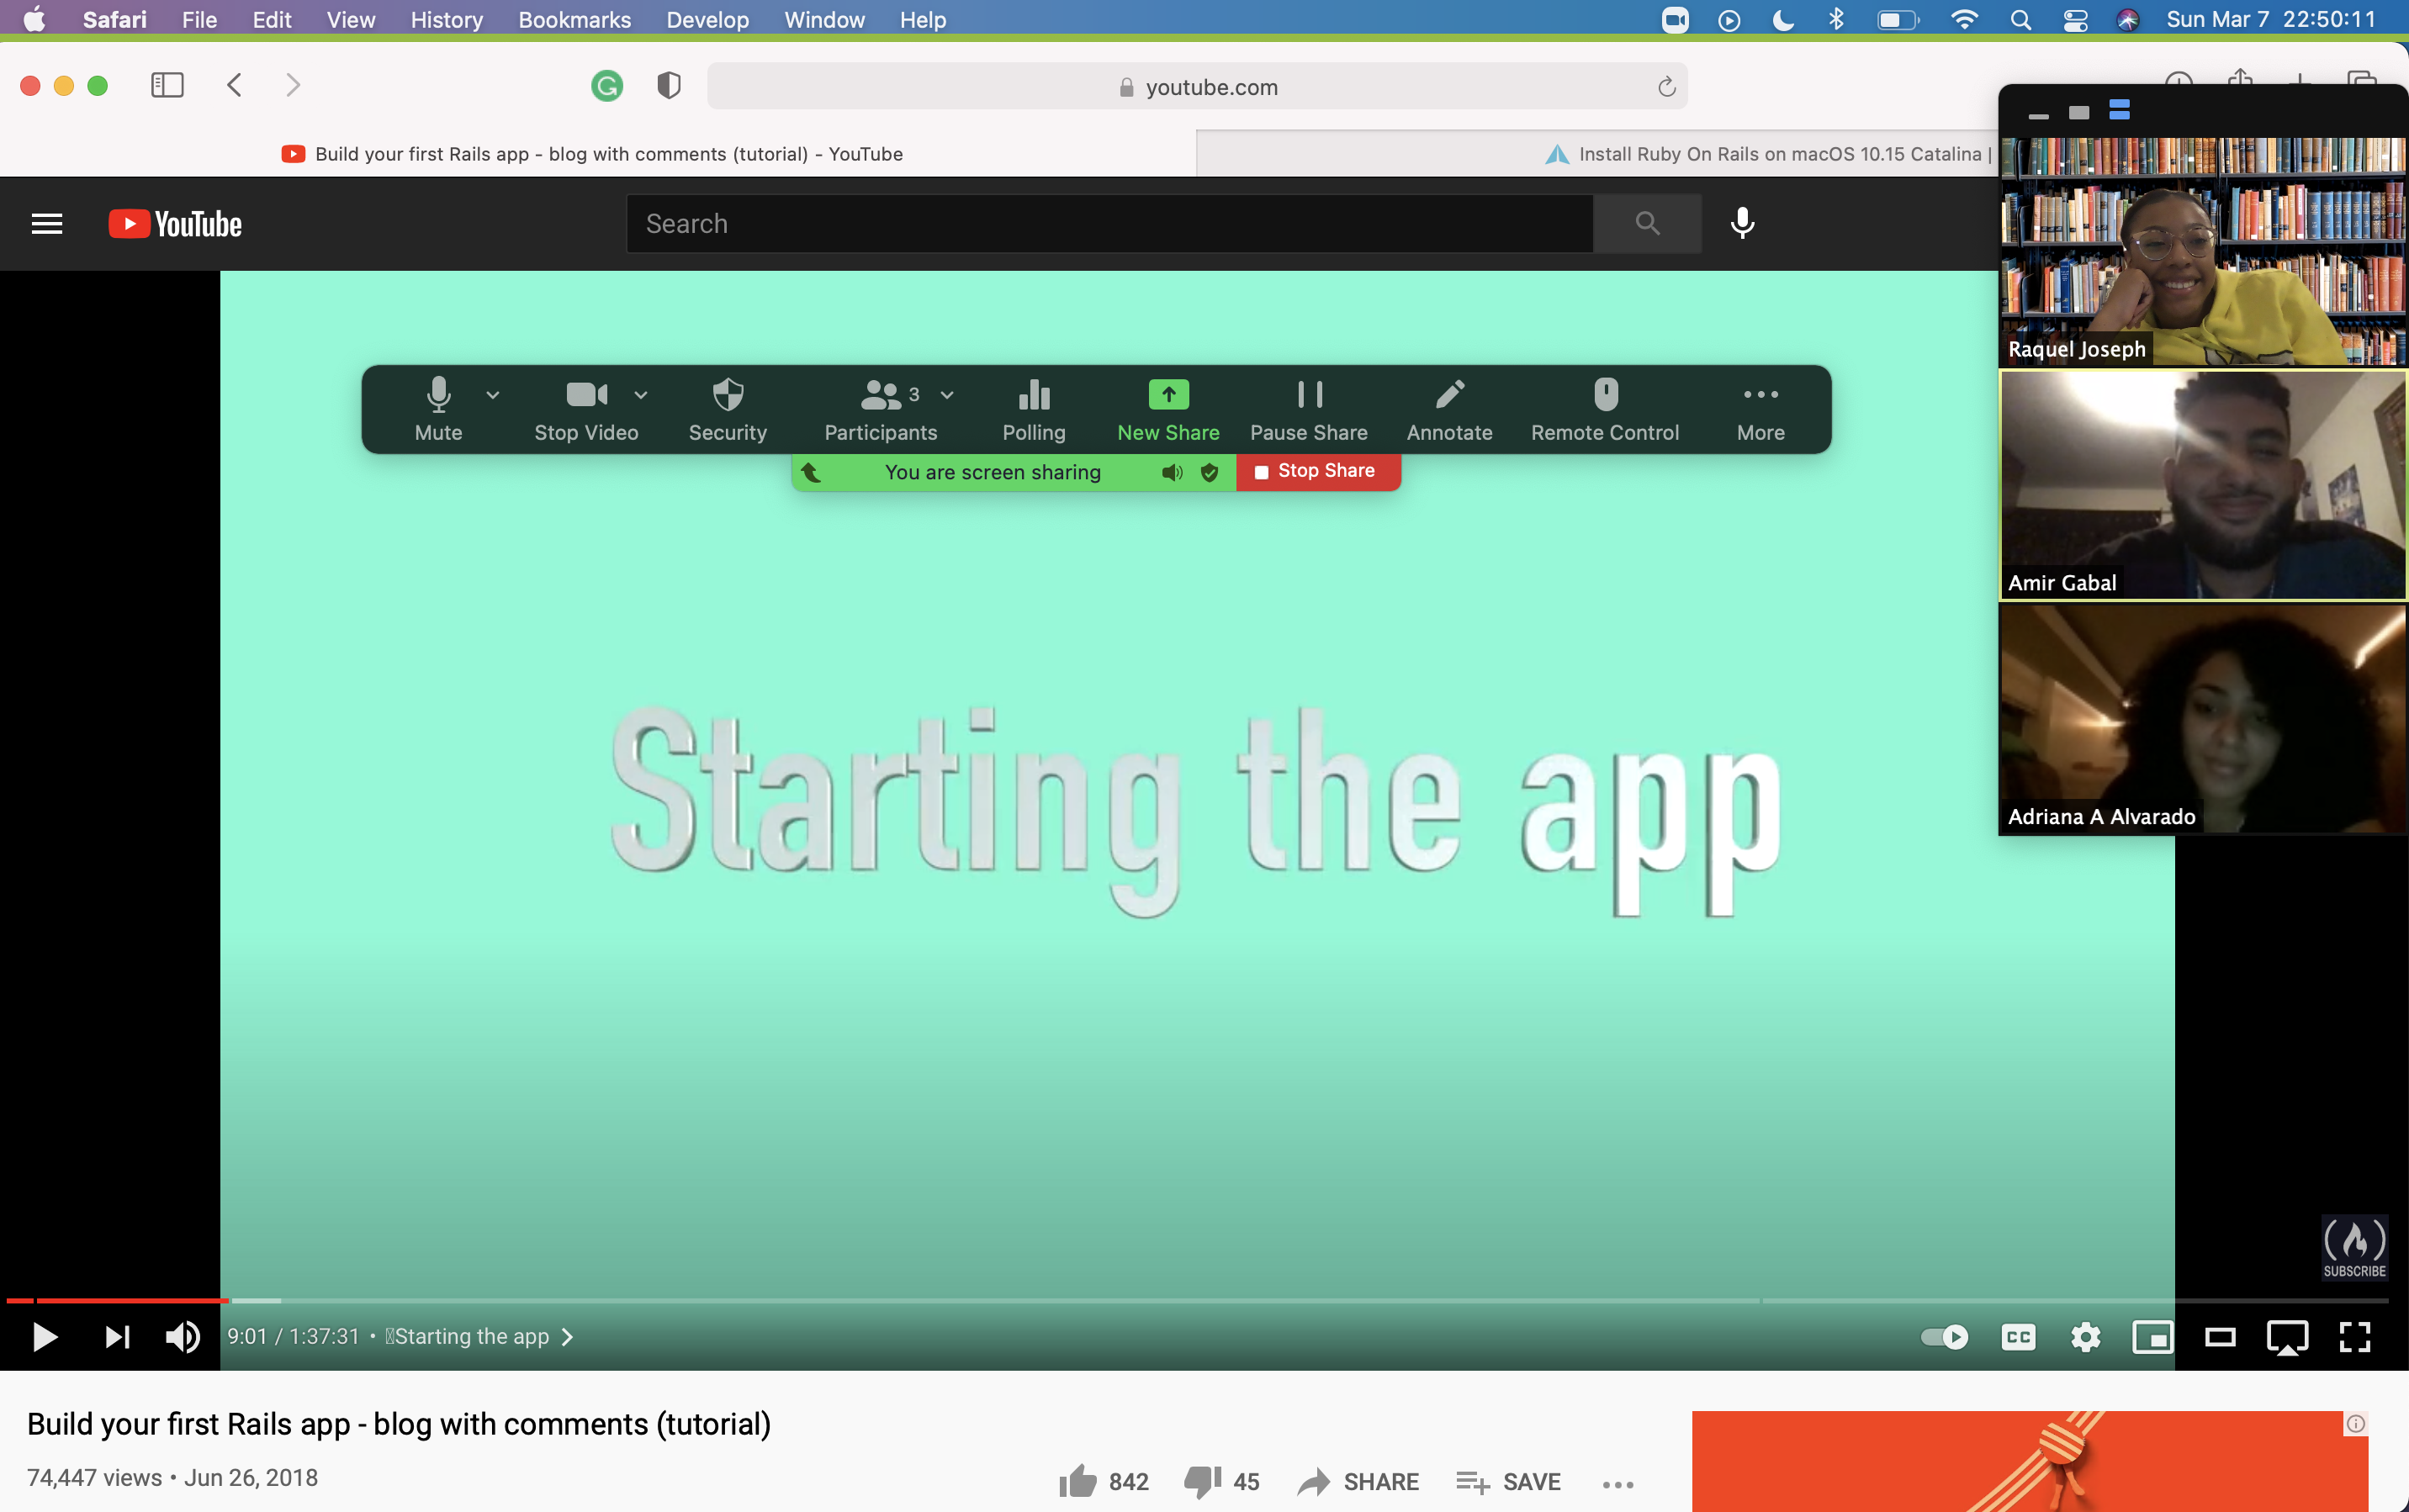 Safari File Edit View History Bookmarks Develop Window Help Sun Mar 7 22:50:11
youtube.com
Build your first Rails app - blog with comments (tutorial) - YouTube
Install Ruby On Rails on macOS 10.15 Catalina |
YouTube
Search
Raquel Joseph
3
Mute Stop Video Security Participants Polling New Share Pause Share Annotate Remote Control More
You are screen sharing Stop Share
Amir Gabal
Adriana A Alvarado
Starting the app
SUBSCRIBE
9:01 / 1:37:31 • Starting the app
CC
Build your first Rails app - blog with comments (tutorial)
74,447 views • Jun 26, 2018
842 45 SHARE SAVE